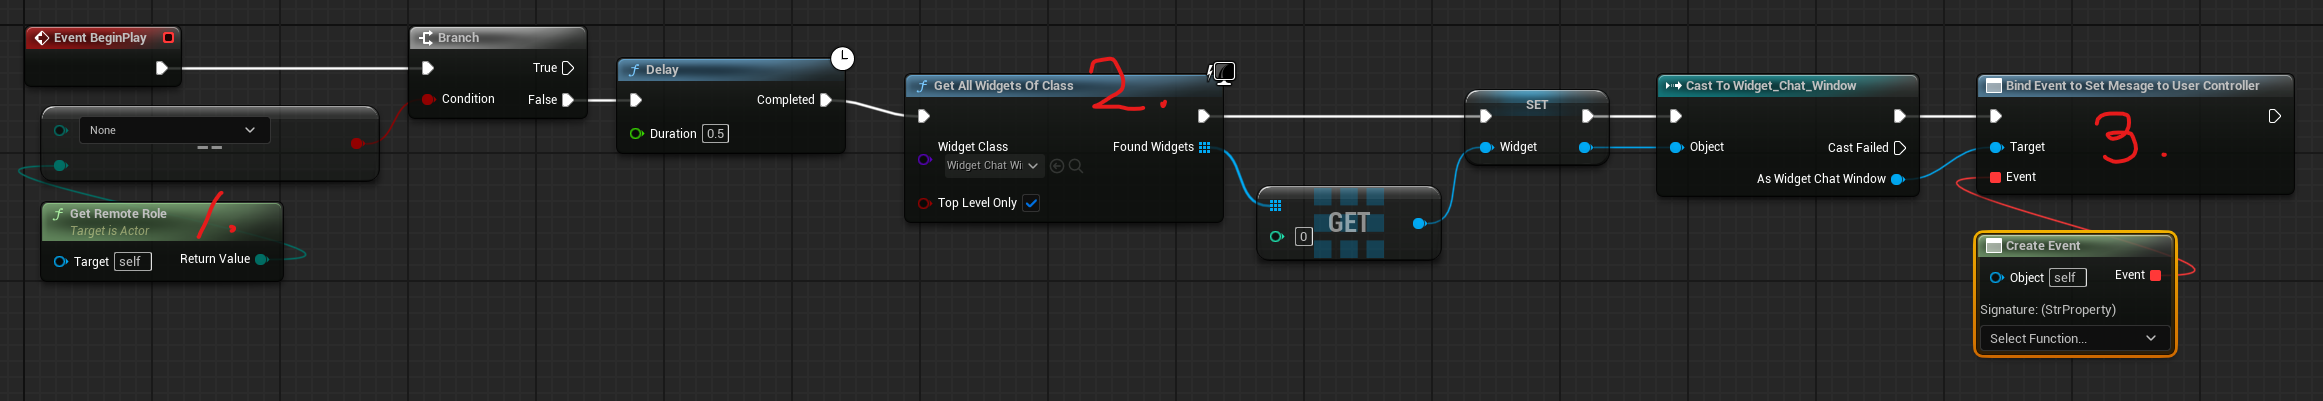 Event BeginPlay
None
==
Get Remote Role
Target is Actor
Target self
Return Value
1.
Branch
Condition
True
False
Delay
Duration 0.5
Completed
Get All Widgets Of Class
2.
Widget Class
Widget Chat Wi
Top Level Only
Found Widgets
0
GET
SET
Widget
Cast To Widget_Chat_Window
Object
Cast Failed
As Widget Chat Window
Bind Event to Set Mesage to User Controller
Target
Event
3.
Create Event
Object self
Event
Signature: (StrProperty)
Select Function...